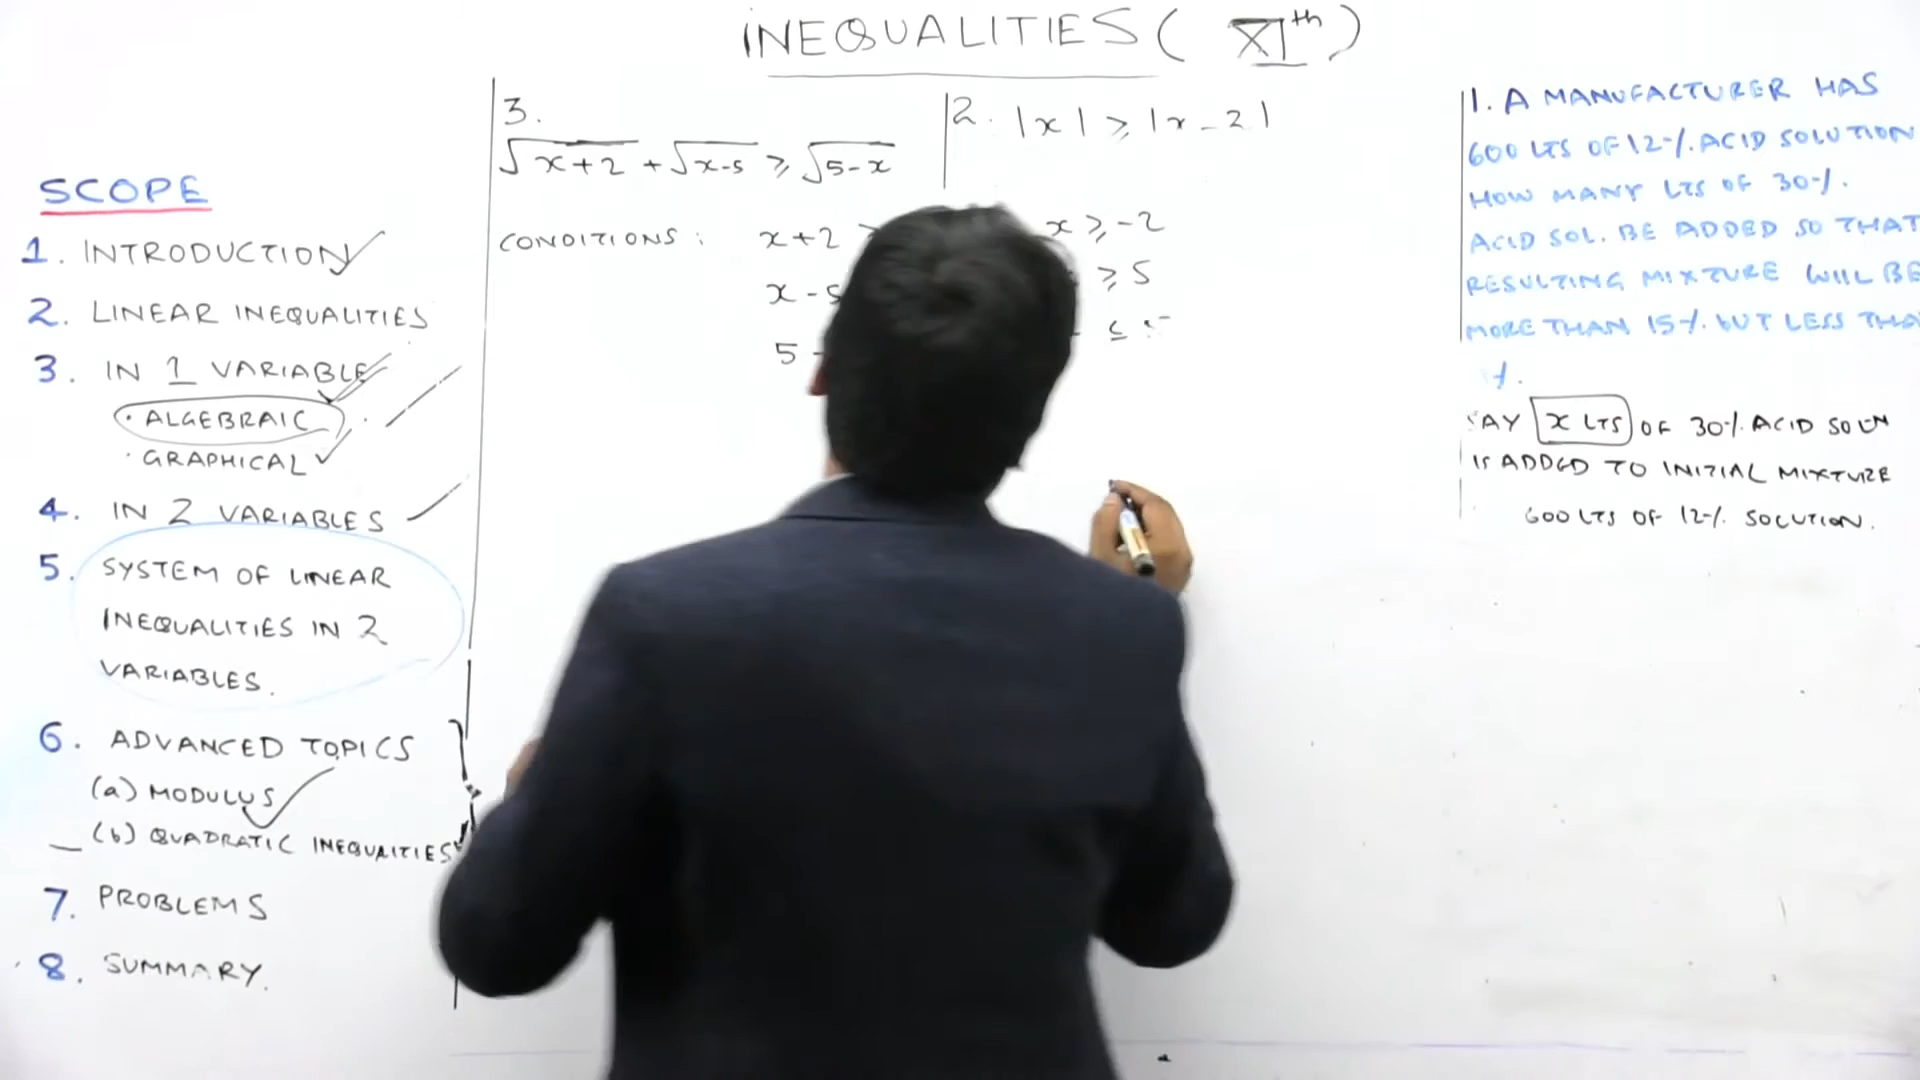 INEQUALITIES ( XIth )
SCOPE
1. INTRODUCTION
2. LINEAR INEQUALITIES
3. IN 1 VARIABLE
· ALGEBRAIC
· GRAPHICAL
4. IN 2 VARIABLES
5. SYSTEM OF LINEAR
INEQUALITIES IN 2
VARIABLES.
6. ADVANCED TOPICS
(a) MODULUS
(b) QUADRATIC INEQUALITIES
7. PROBLEMS
8. SUMMARY.
3.
√x+2 + √x-5 ≥ √5-x
CONDITIONS :
x+2
x ≥ -2
x-5
≥ 5
5 -
≤ 5
2. |x| ≥ |x-2|
1. A MANUFACTURER HAS
600 LTS OF 12% ACID SOLUTION
HOW MANY LTS OF 30%
ACID SOL. BE ADDED SO THAT
RESULTING MIXTURE WILL BE
MORE THAN 15% BUT LESS THA
%.
SAY x LTS OF 30% ACID SOLN
IS ADDED TO INITIAL MIXTURE
600 LTS OF 12% SOLUTION.